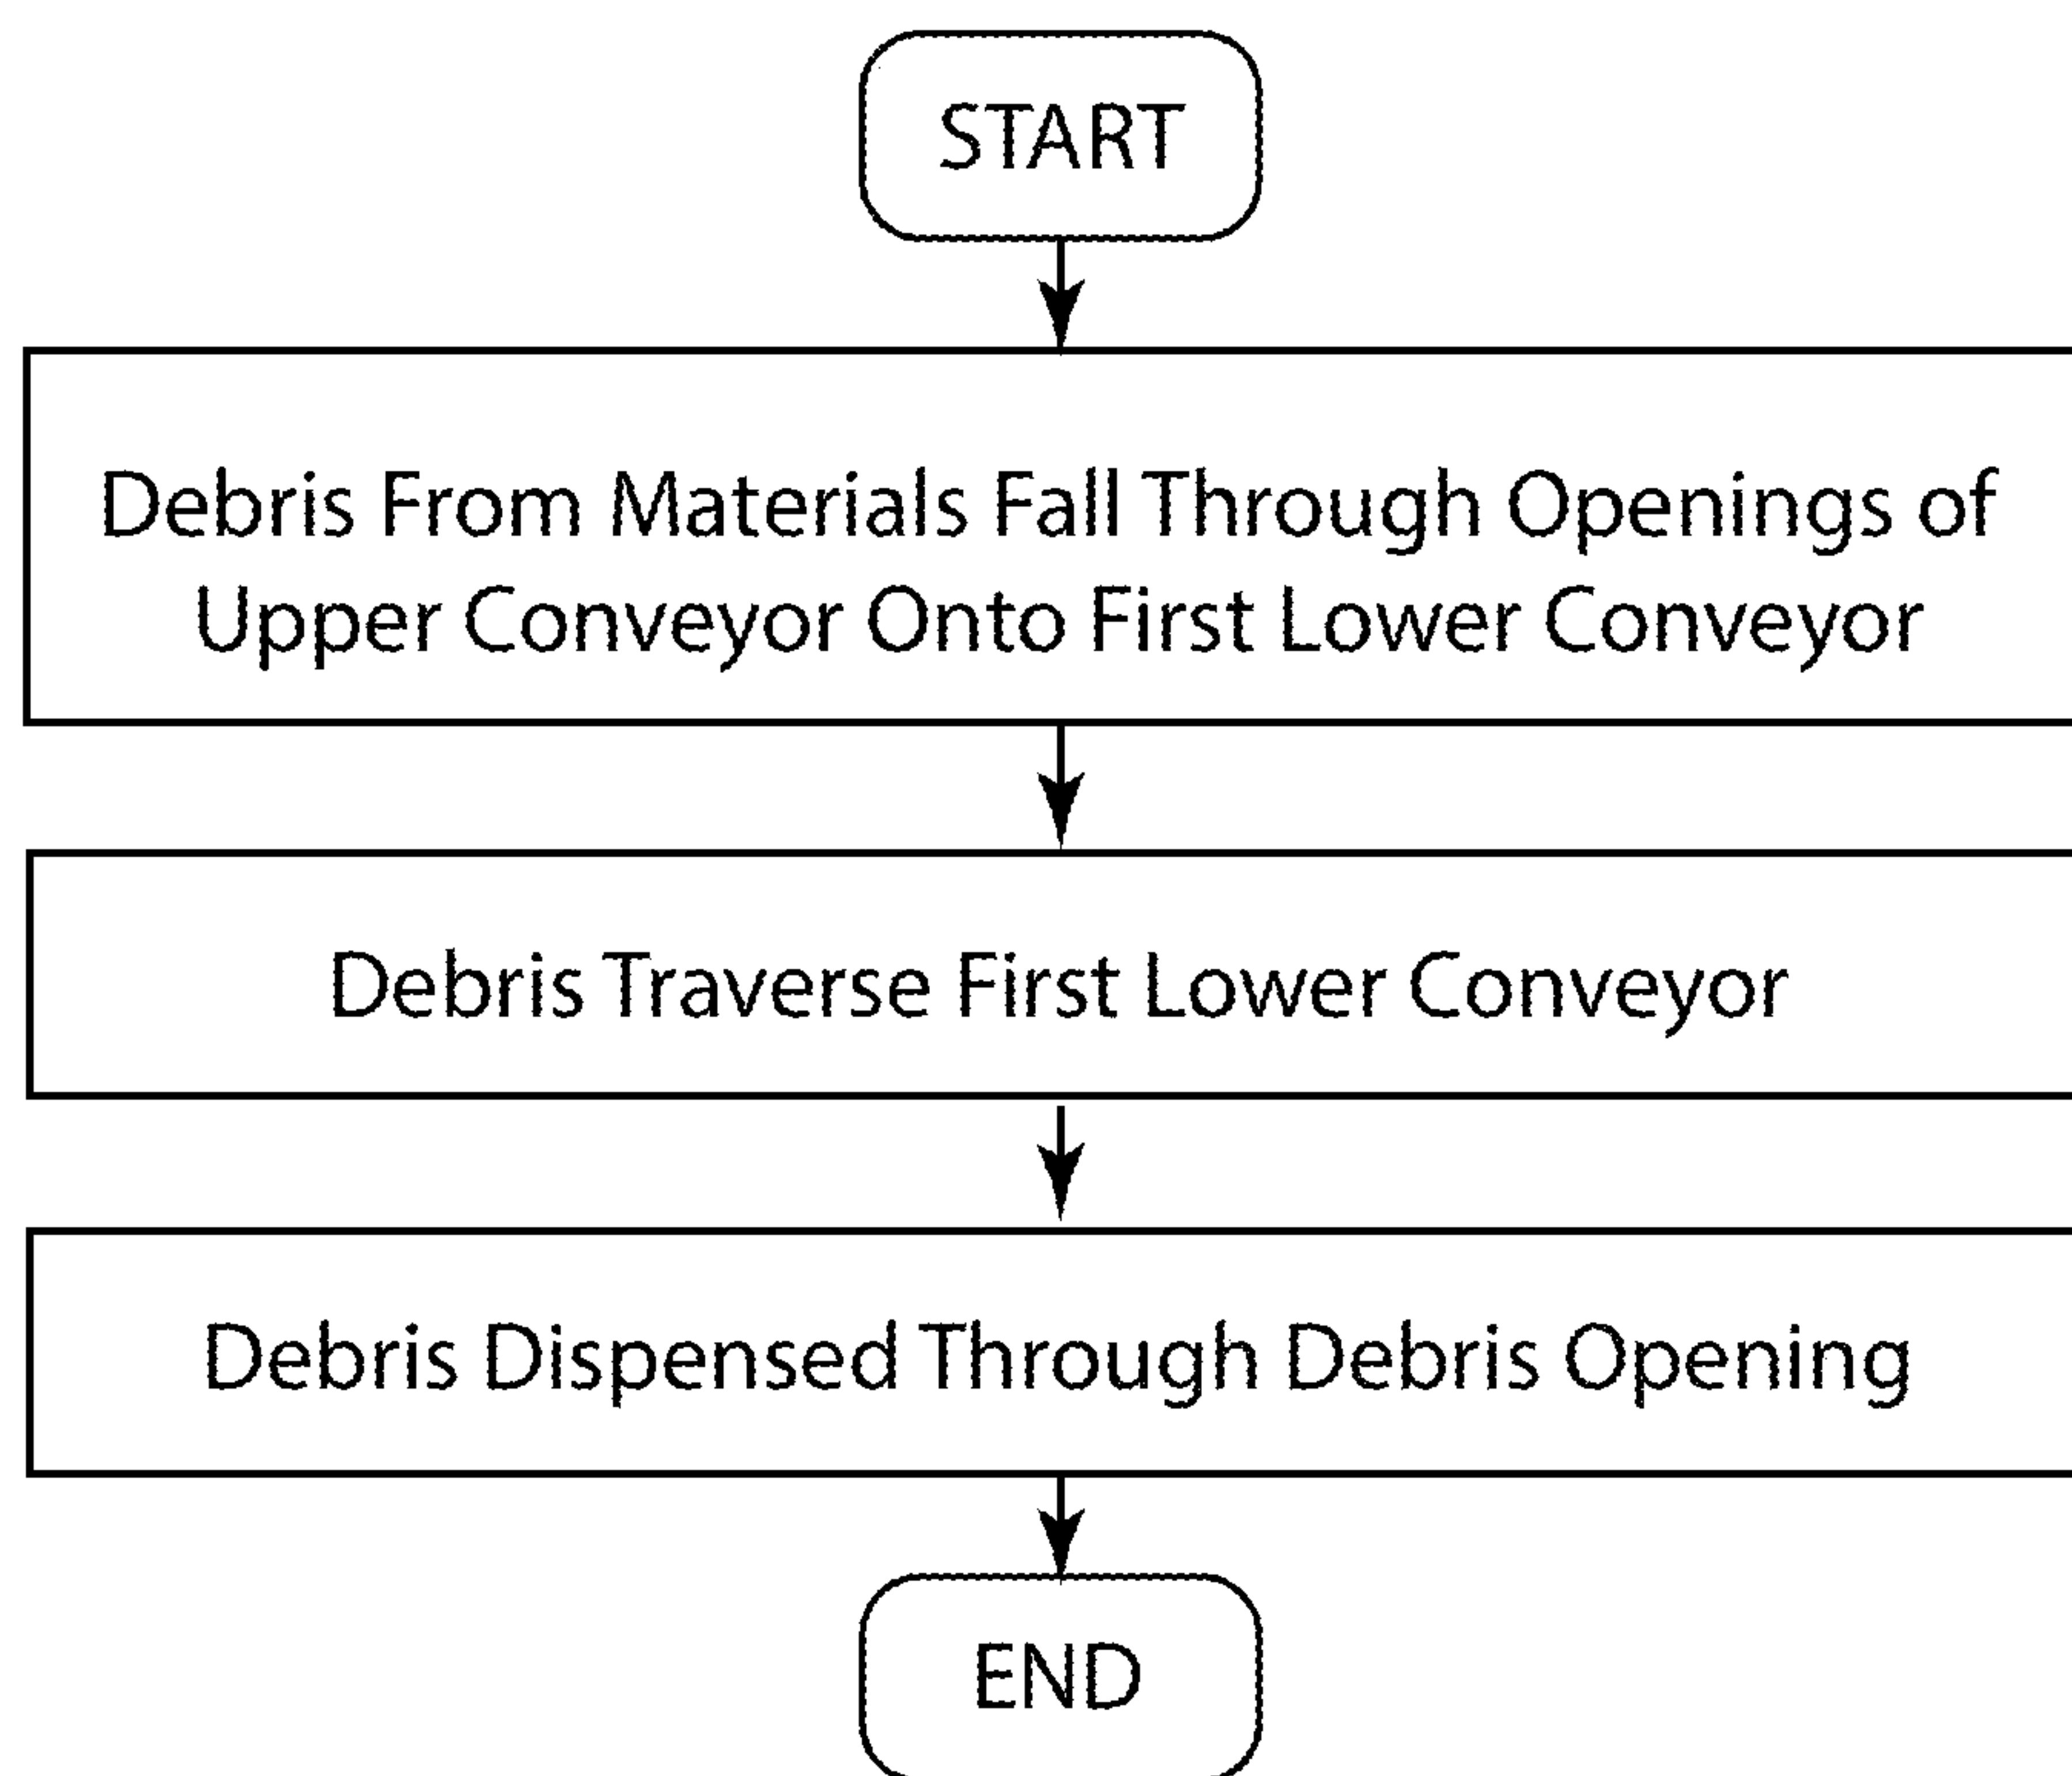 START
Debris From Materials Fall Through Openings of
Upper Conveyor Onto First Lower Conveyor
Debris Traverse First Lower Conveyor
Debris Dispensed Through Debris Opening
END